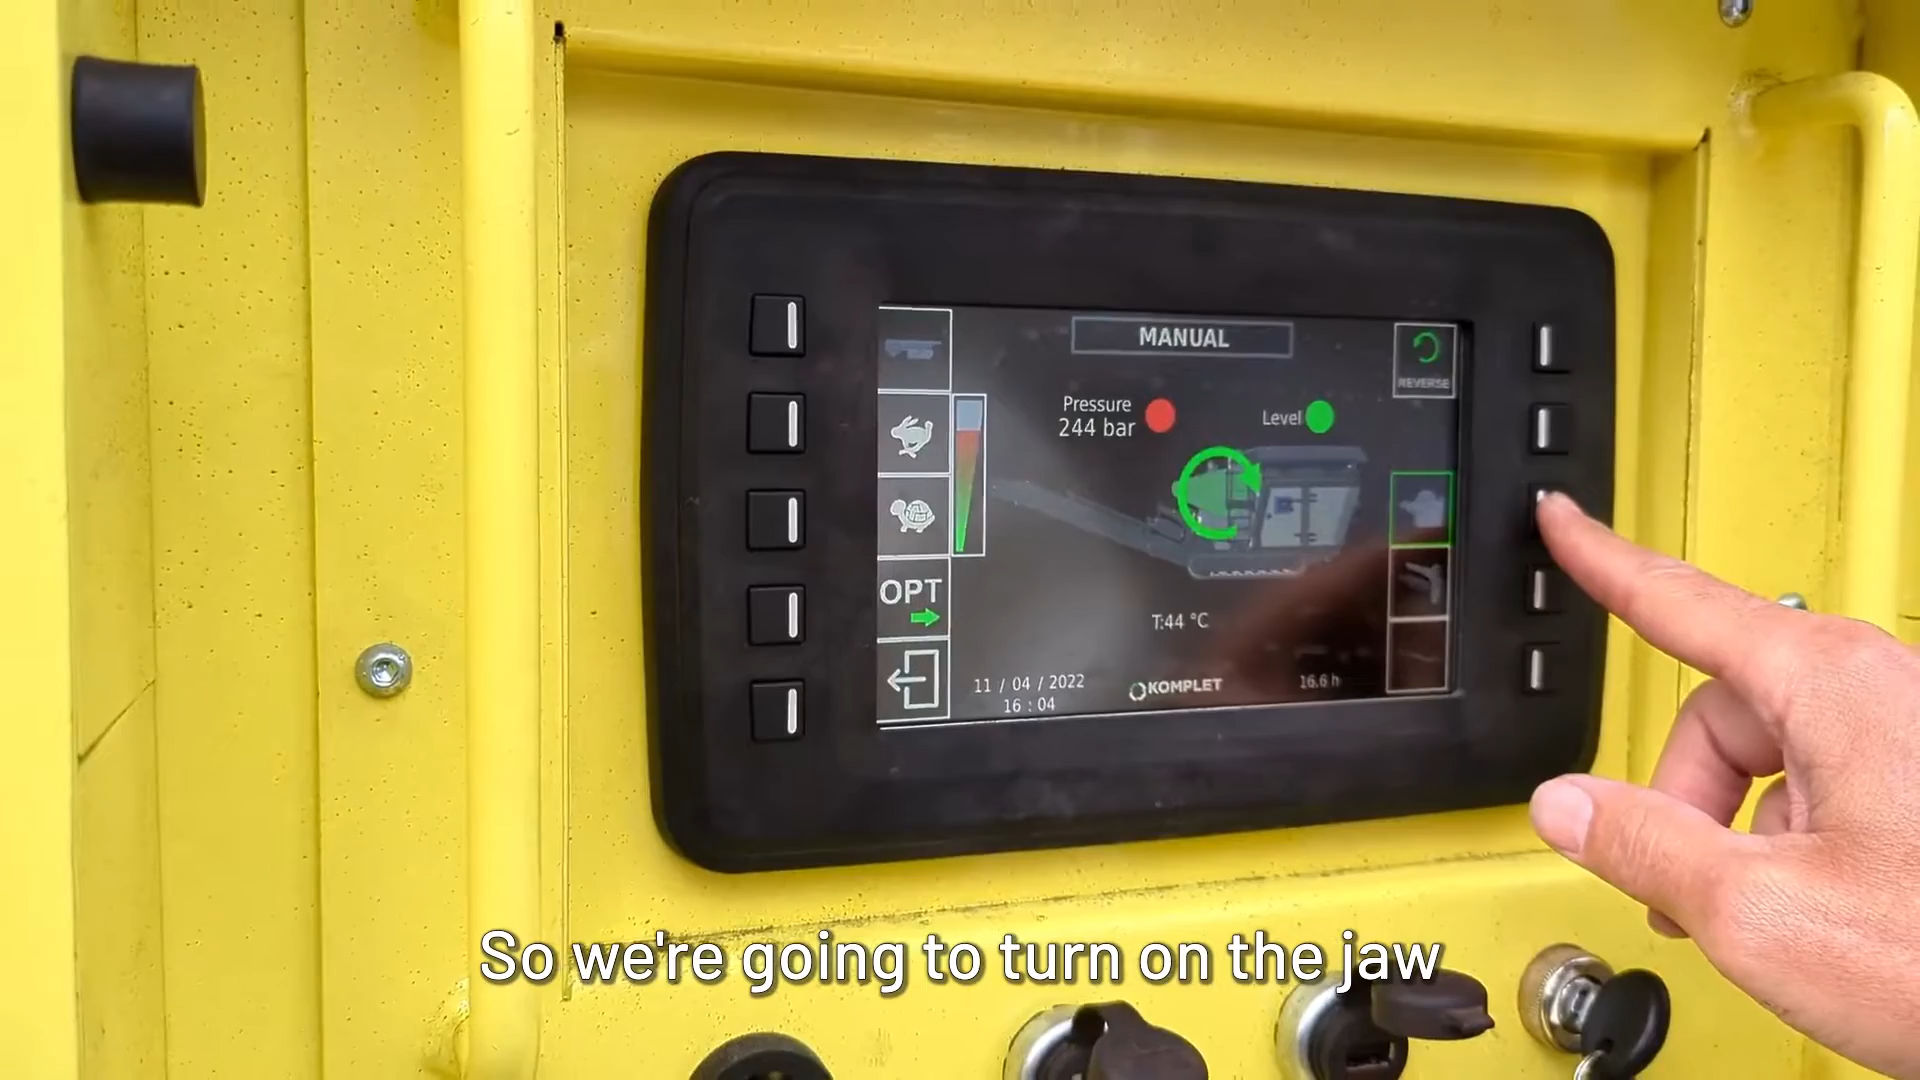 MANUAL
REVERSE
Pressure
244 bar
Level
OPT
T:44 °C
11 / 04 / 2022
16 : 04
KOMPLET
16.6 h
So we're going to turn on the jaw